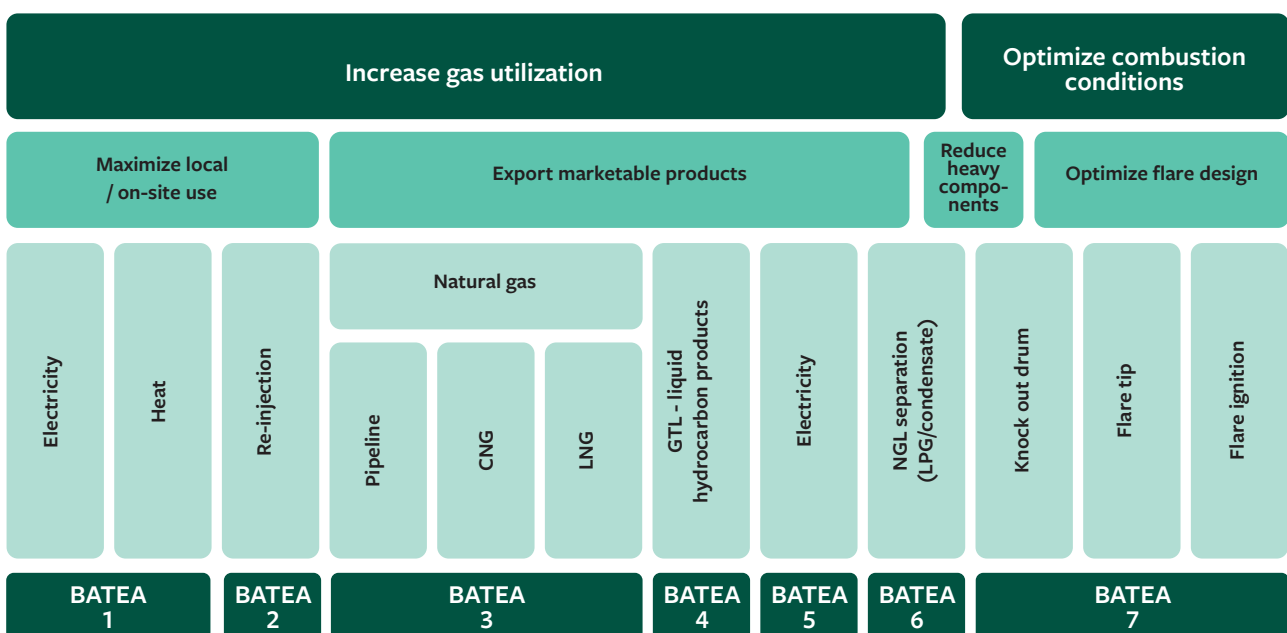 Increase gas utilization
Optimize combustion
conditions
Maximize local
/ on-site use
Export marketable products
Reduce
heavy
compo-
nents
Optimize flare design
Electricity
Heat
Re-injection
Natural gas
Pipeline
CNG
LNG
GTL - liquid
hydrocarbon products
Electricity
NGL separation
(LPG/condensate)
Knock out drum
Flare tip
Flare ignition
BATEA
1
BATEA
2
BATEA
3
BATEA
4
BATEA
5
BATEA
6
BATEA
7